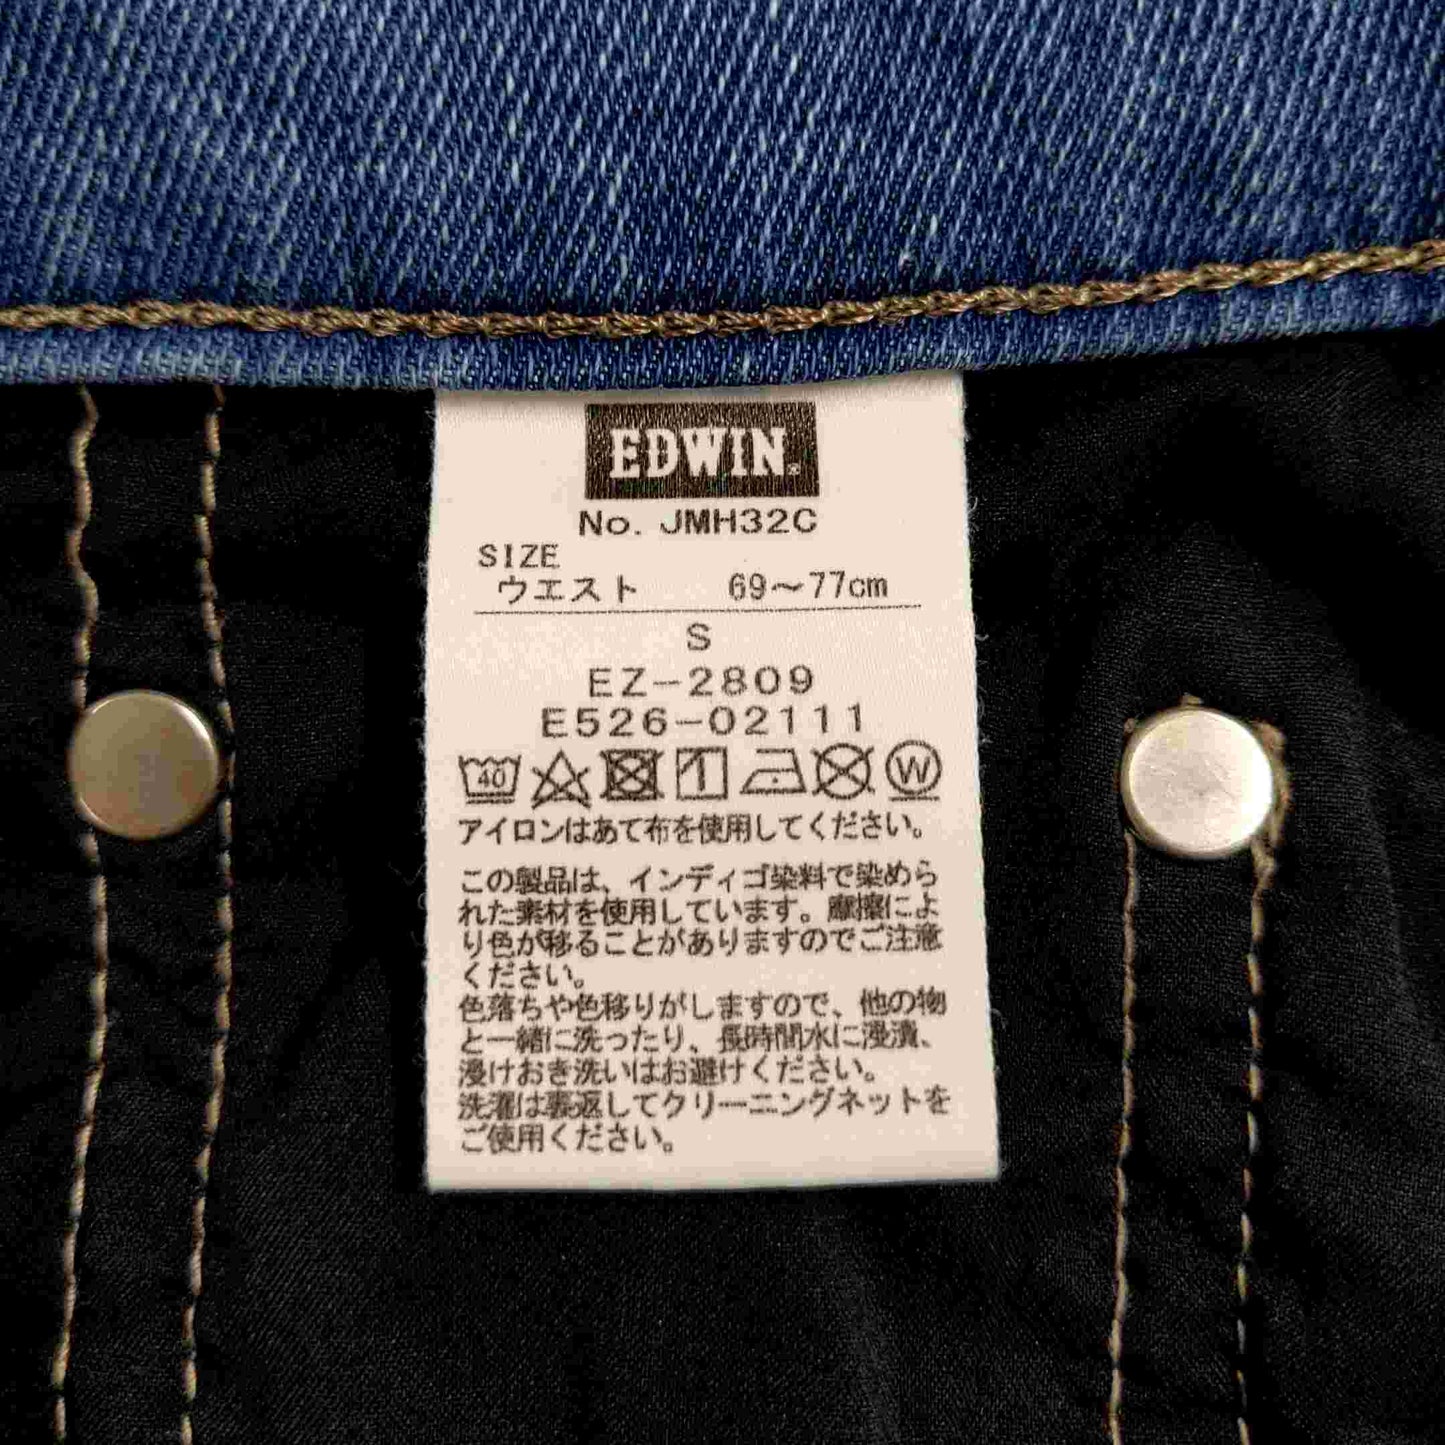 EDWIN®
No. JMH32C
SIZE
ウエスト 69〜77cm
S
EZ-2809
E526-02111
40 W
アイロンはあて布を使用してください。
この製品は、インディゴ染料で染めら
れた素材を使用しています。摩擦によ
り色が移ることがありますのでご注意
ください。
色落ちや色移りがしますので、他の物
と一緒に洗ったり、長時間水に浸漬、
浸けおき洗いはお避けください。
洗濯は裏返してクリーニングネットを
ご使用ください。